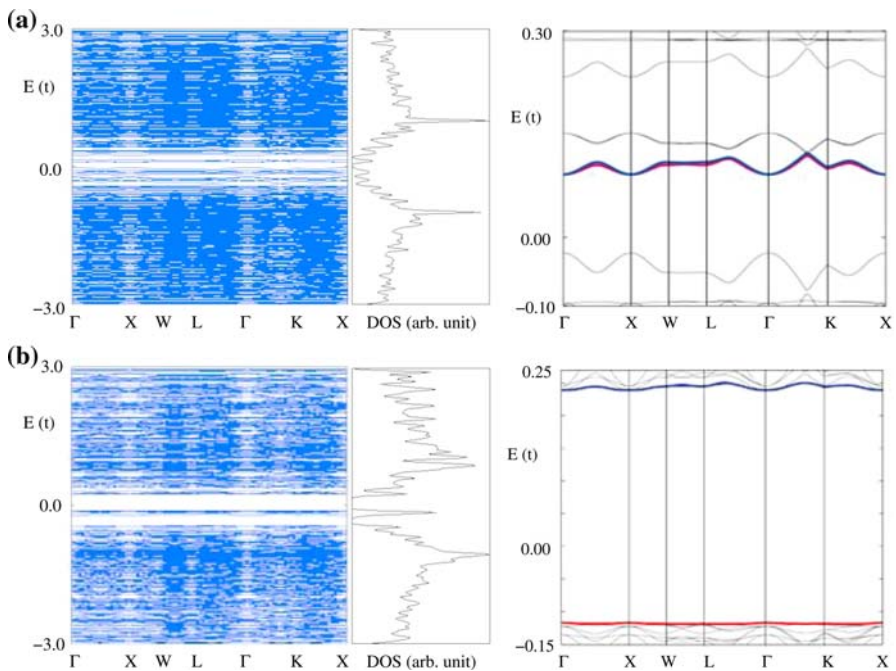 (a)
3.0
E (t)
0.0
−3.0
Γ X W L Γ K X
DOS (arb. unit)
0.30
E (t)
0.00
−0.10
Γ X W L Γ K X
(b)
3.0
E (t)
0.0
−3.0
Γ X W L Γ K X
DOS (arb. unit)
0.25
E (t)
0.00
−0.15
Γ X W L Γ K X